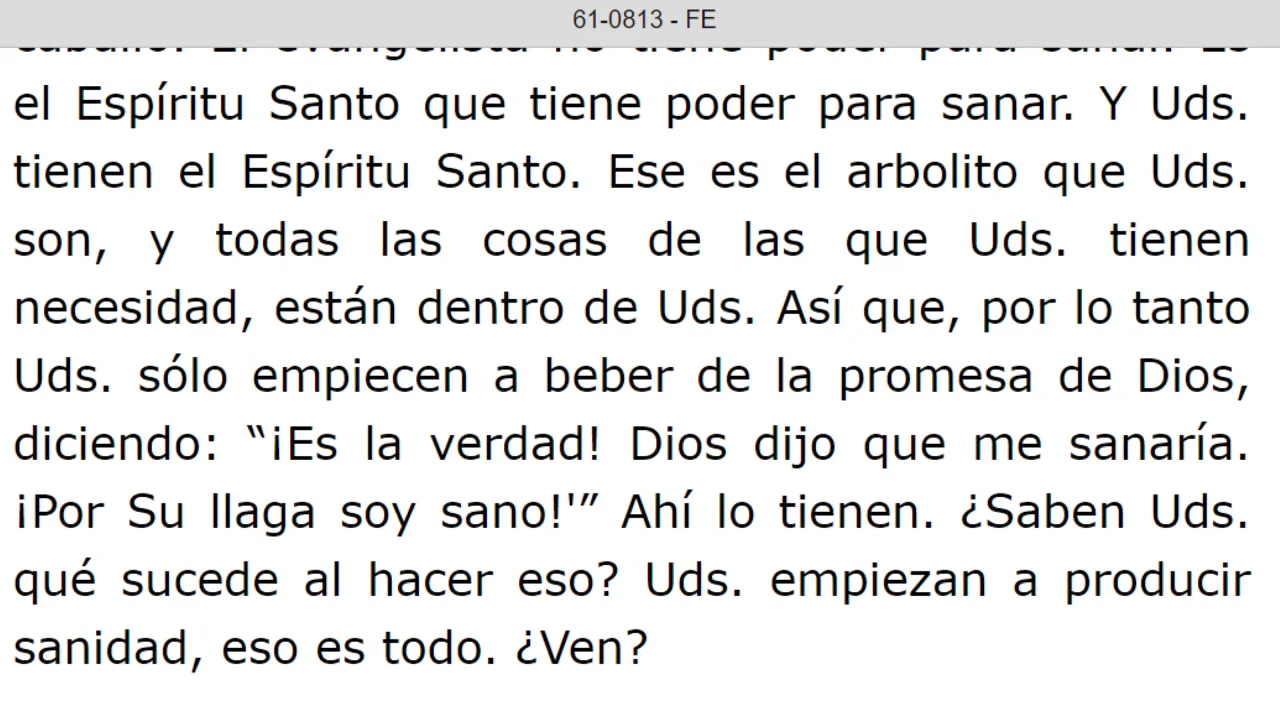 61-0813 - FE
el Espíritu Santo que tiene poder para sanar. Y Uds.
tienen el Espíritu Santo. Ese es el arbolito que Uds.
son, y todas las cosas de las que Uds. tienen
necesidad, están dentro de Uds. Así que, por lo tanto
Uds. sólo empiecen a beber de la promesa de Dios,
diciendo: “¡Es la verdad! Dios dijo que me sanaría.
¡Por Su llaga soy sano!'” Ahí lo tienen. ¿Saben Uds.
qué sucede al hacer eso? Uds. empiezan a producir
sanidad, eso es todo. ¿Ven?